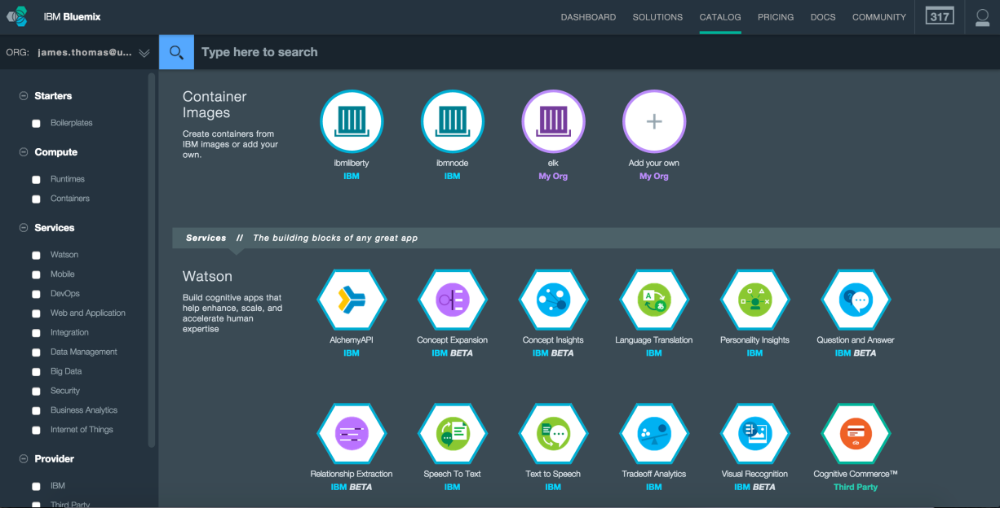 IBM Bluemix
DASHBOARD SOLUTIONS CATALOG PRICING DOCS COMMUNITY 317
ORG: james.thomas@u...
Type here to search
Starters
Boilerplates
Compute
Runtimes
Containers
Services
Watson
Mobile
DevOps
Web and Application
Integration
Data Management
Big Data
Security
Business Analytics
Internet of Things
Provider
IBM
Third Party
Container
Images
Create containers from
IBM images or add your
own.
ibmliberty ibmnode elk Add your own
IBM IBM My Org My Org
Services // The building blocks of any great app
Watson
Build cognitive apps that
help enhance, scale, and
accelerate human
expertise
AlchemyAPI Concept Expansion Concept Insights Language Translation Personality Insights Question and Answer
IBM IBM BETA IBM BETA IBM IBM IBM BETA
Relationship Extraction Speech To Text Text to Speech Tradeoff Analytics Visual Recognition Cognitive Commerce™
IBM BETA IBM IBM IBM IBM BETA Third Party